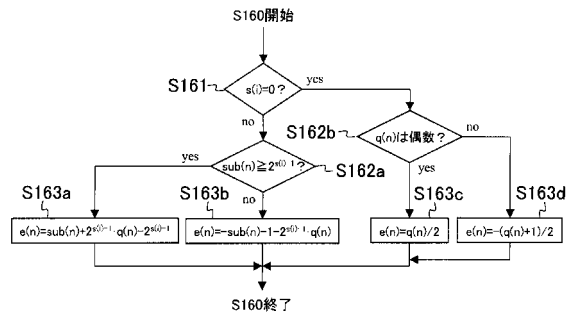 S160開始
S161
s(i)=0?
yes
no
S162b
q(n)は偶数?
no
yes
sub(n)≧2^{s(i)-1}?
S162a
yes
no
S163a
e(n)=sub(n)+2^{s(i)-1}·q(n)-2^{s(i)-1}
S163b
e(n)=-sub(n)-1-2^{s(i)-1}·q(n)
S163c
e(n)=q(n)/2
S163d
e(n)=-(q(n)+1)/2
S160終了